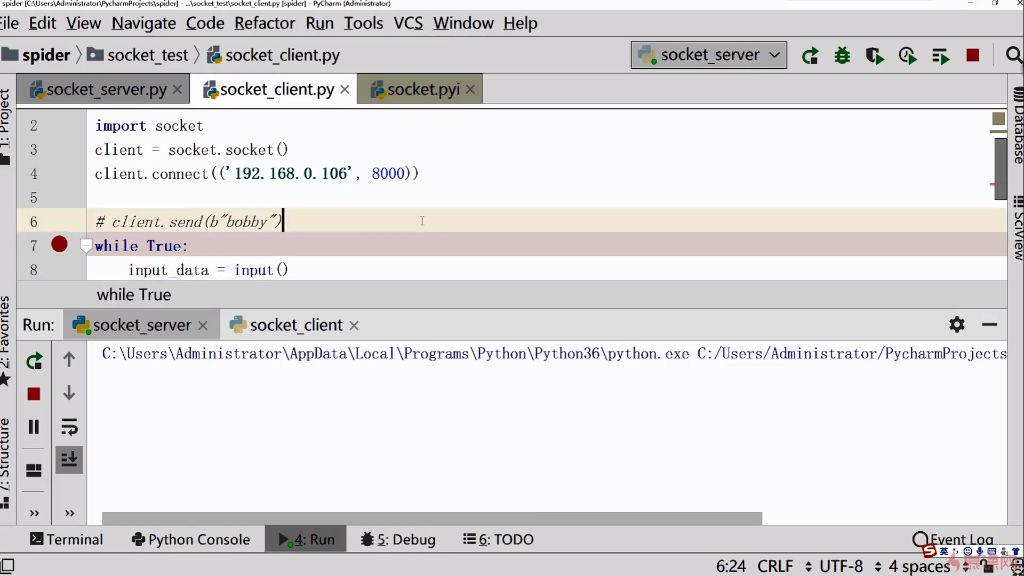 spider [C:\Users\Administrator\PycharmProjects\spider] - ...\socket_test\socket_client.py [spider] - PyCharm (Administrator)
File Edit View Navigate Code Refactor Run Tools VCS Window Help
spider socket_test socket_client.py socket_server
socket_server.py socket_client.py socket.pyi
1: Project
Database
SciView
2 import socket
3 client = socket.socket()
4 client.connect(('192.168.0.106', 8000))
5
6 # client.send(b"bobby")
7 while True:
8 input_data = input()
while True
Run: socket_server socket_client
C:\Users\Administrator\AppData\Local\Programs\Python\Python36\python.exe C:/Users/Administrator/PycharmProjects
2: Favorites
7: Structure
Terminal Python Console 4: Run 5: Debug 6: TODO Event Log
6:24 CRLF UTF-8 4 spaces
英